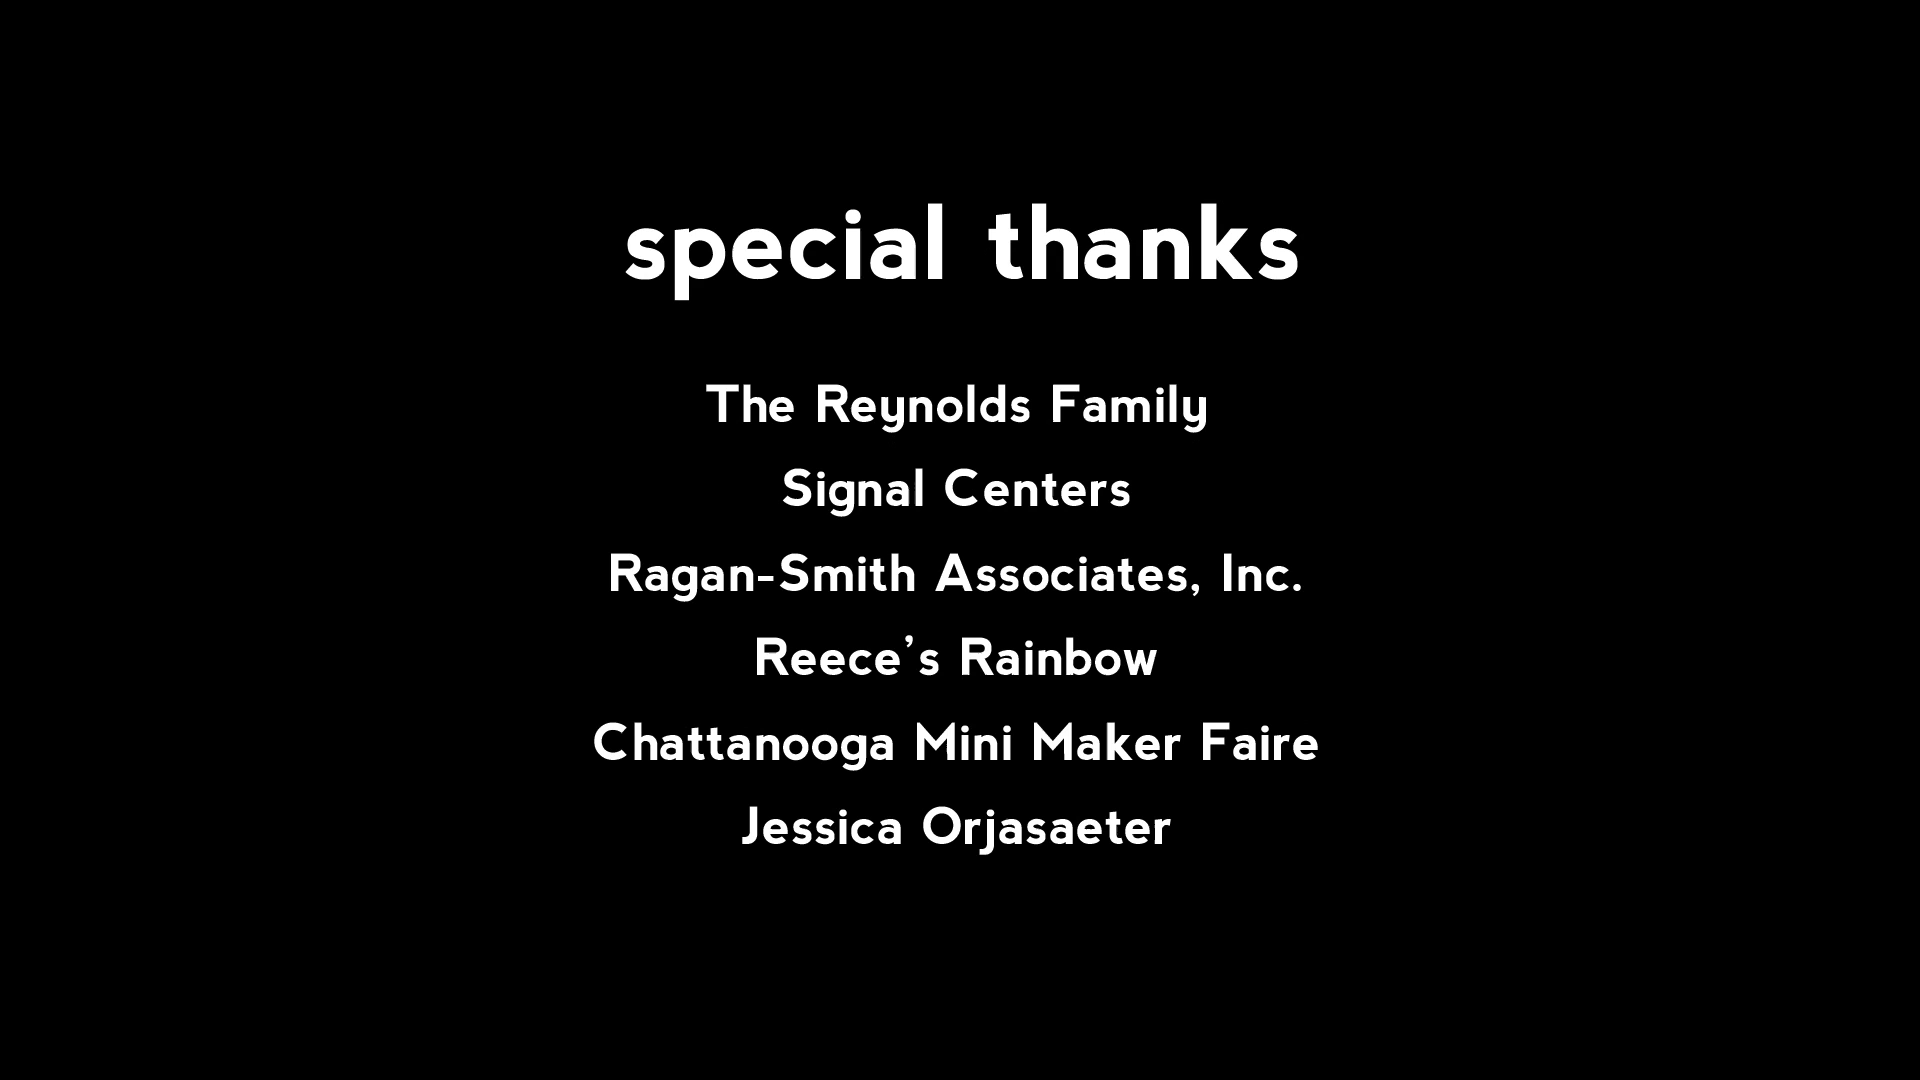 special thanks
The Reynolds Family
Signal Centers
Ragan-Smith Associates, Inc.
Reece’s Rainbow
Chattanooga Mini Maker Faire
Jessica Orjasaeter